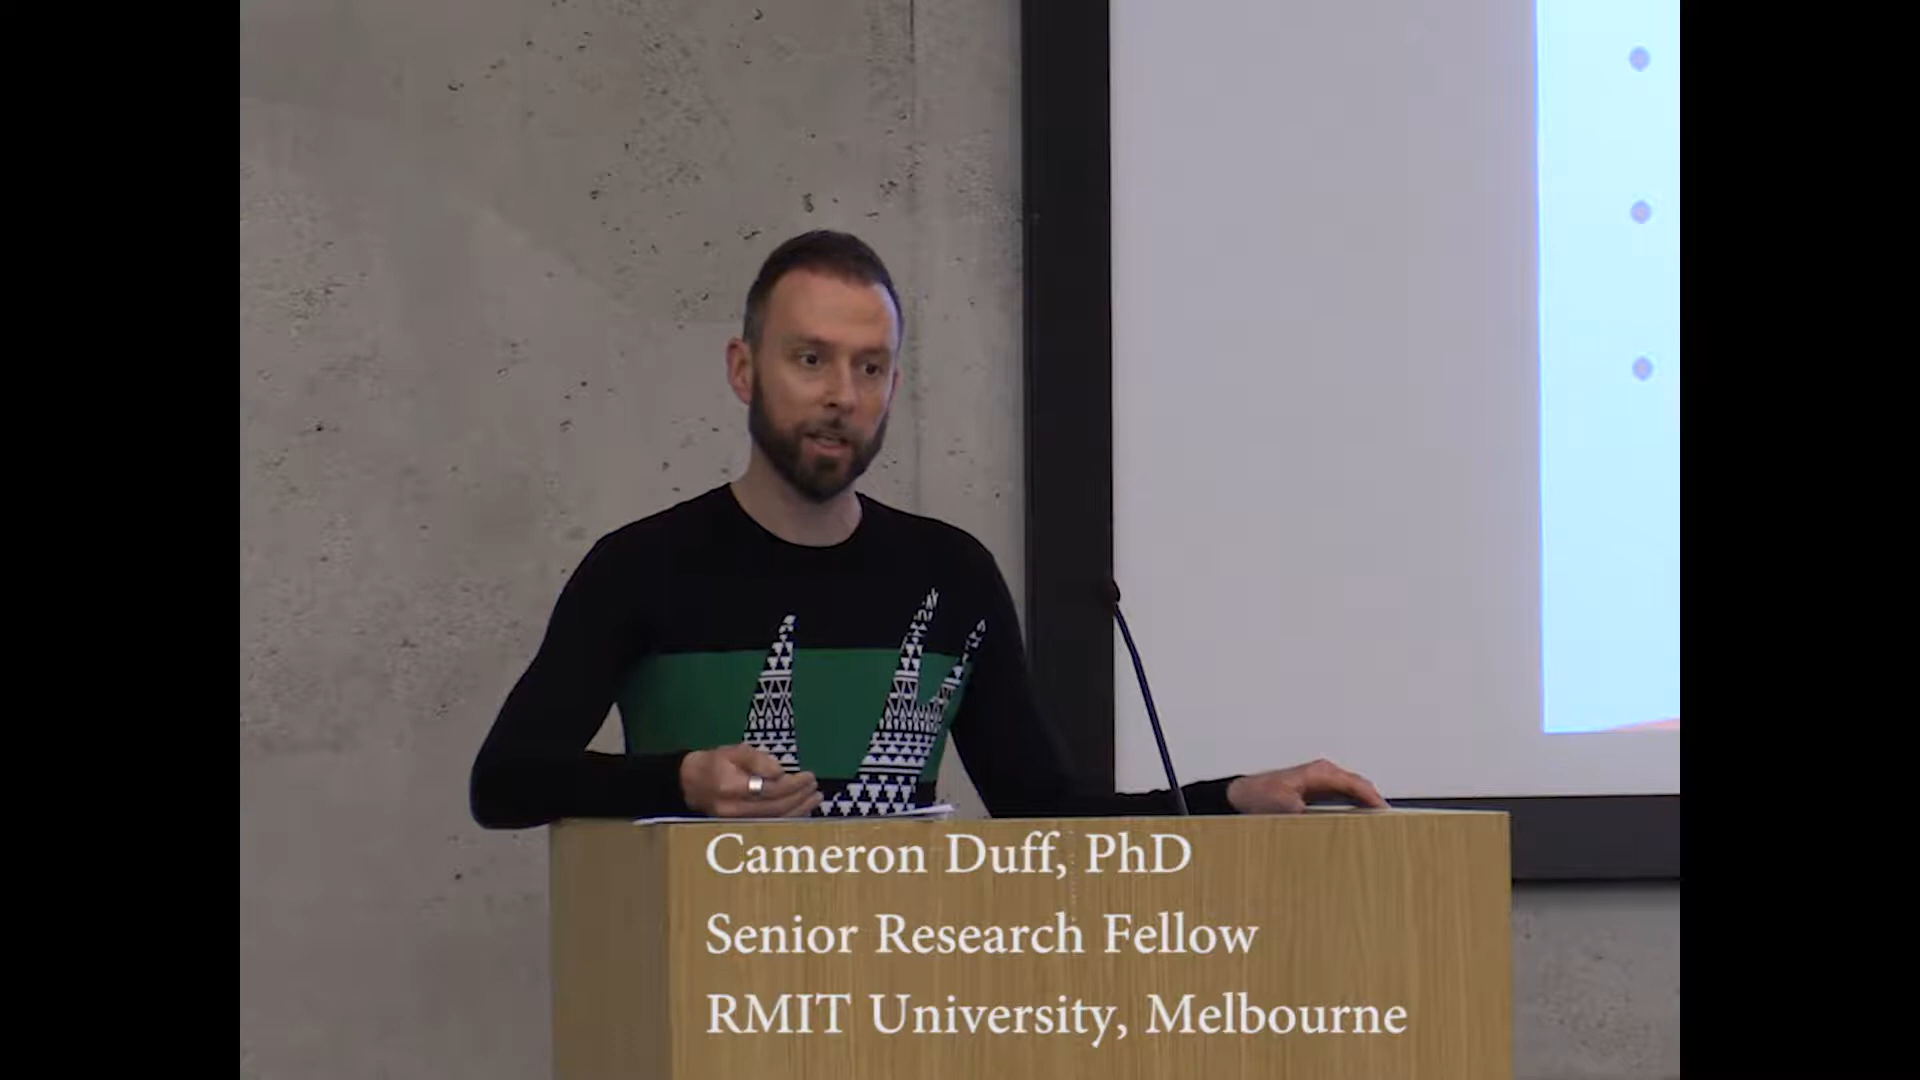 Cameron Duff, PhD
Senior Research Fellow
RMIT University, Melbourne